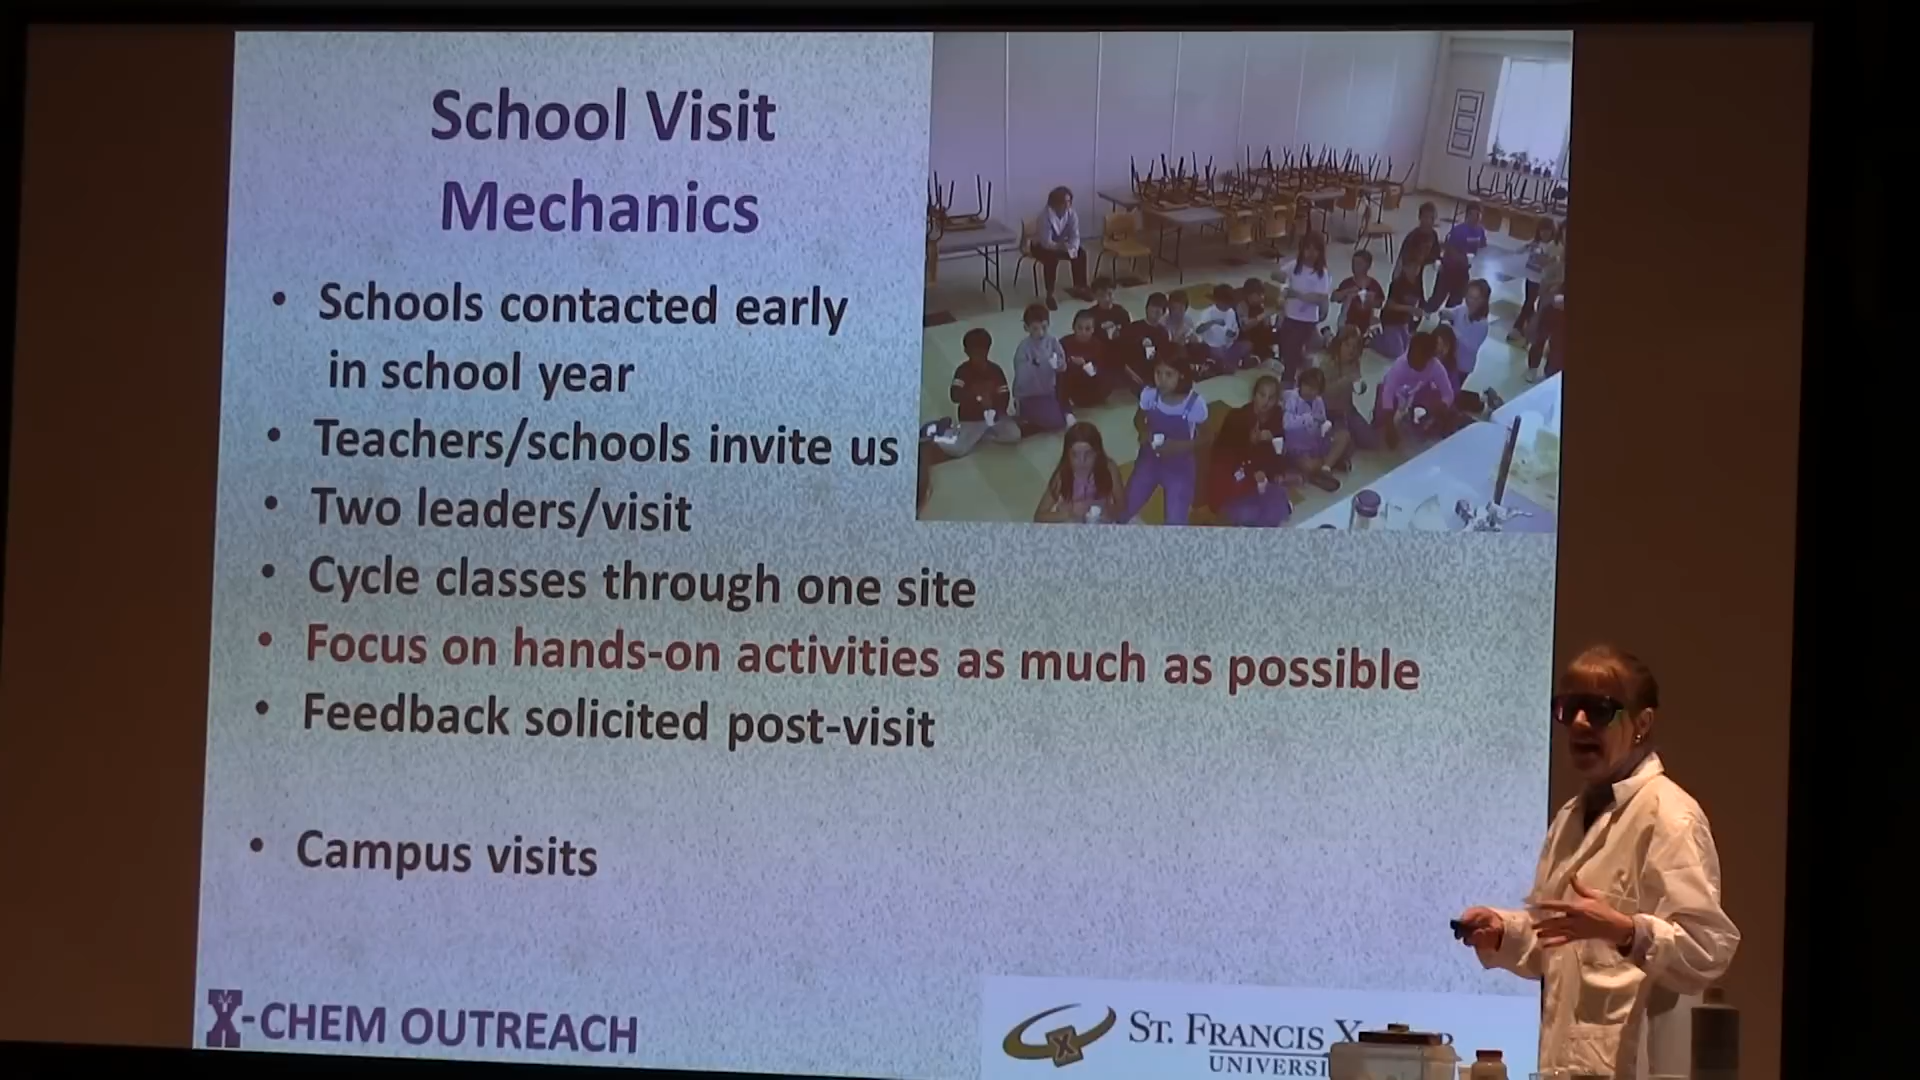 School Visit
Mechanics
• Schools contacted early
in school year
• Teachers/schools invite us
• Two leaders/visit
• Cycle classes through one site
• Focus on hands-on activities as much as possible
• Feedback solicited post-visit
• Campus visits
X-CHEM OUTREACH
ST. FRANCIS